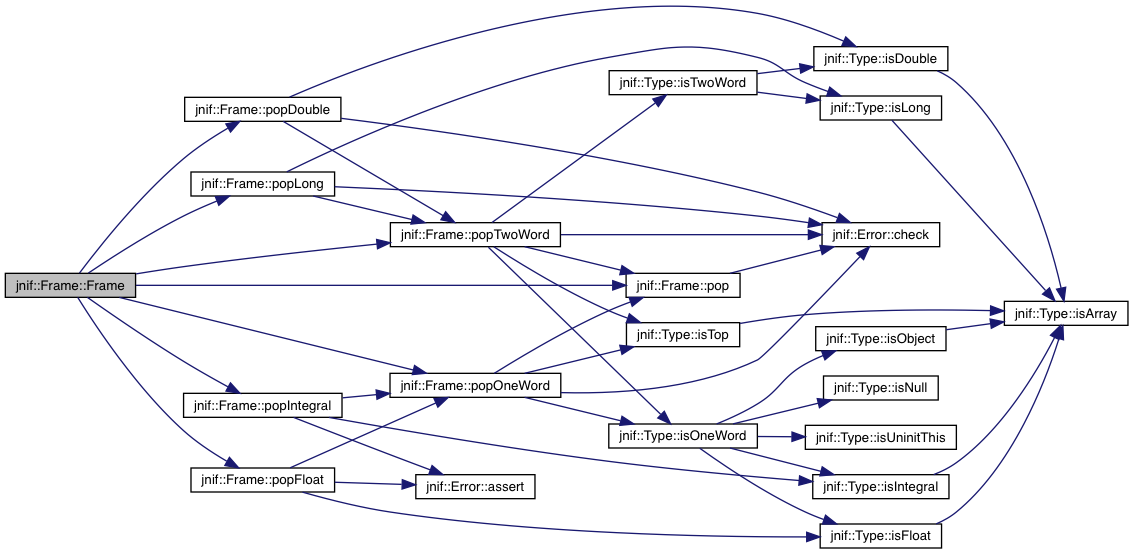 jnif::Frame::Frame
jnif::Frame::popDouble
jnif::Frame::popLong
jnif::Frame::popTwoWord
jnif::Frame::popOneWord
jnif::Frame::popIntegral
jnif::Frame::popFloat
jnif::Error::assert
jnif::Type::isTwoWord
jnif::Frame::pop
jnif::Type::isTop
jnif::Type::isOneWord
jnif::Type::isDouble
jnif::Type::isLong
jnif::Error::check
jnif::Type::isObject
jnif::Type::isNull
jnif::Type::isUninitThis
jnif::Type::isIntegral
jnif::Type::isFloat
jnif::Type::isArray